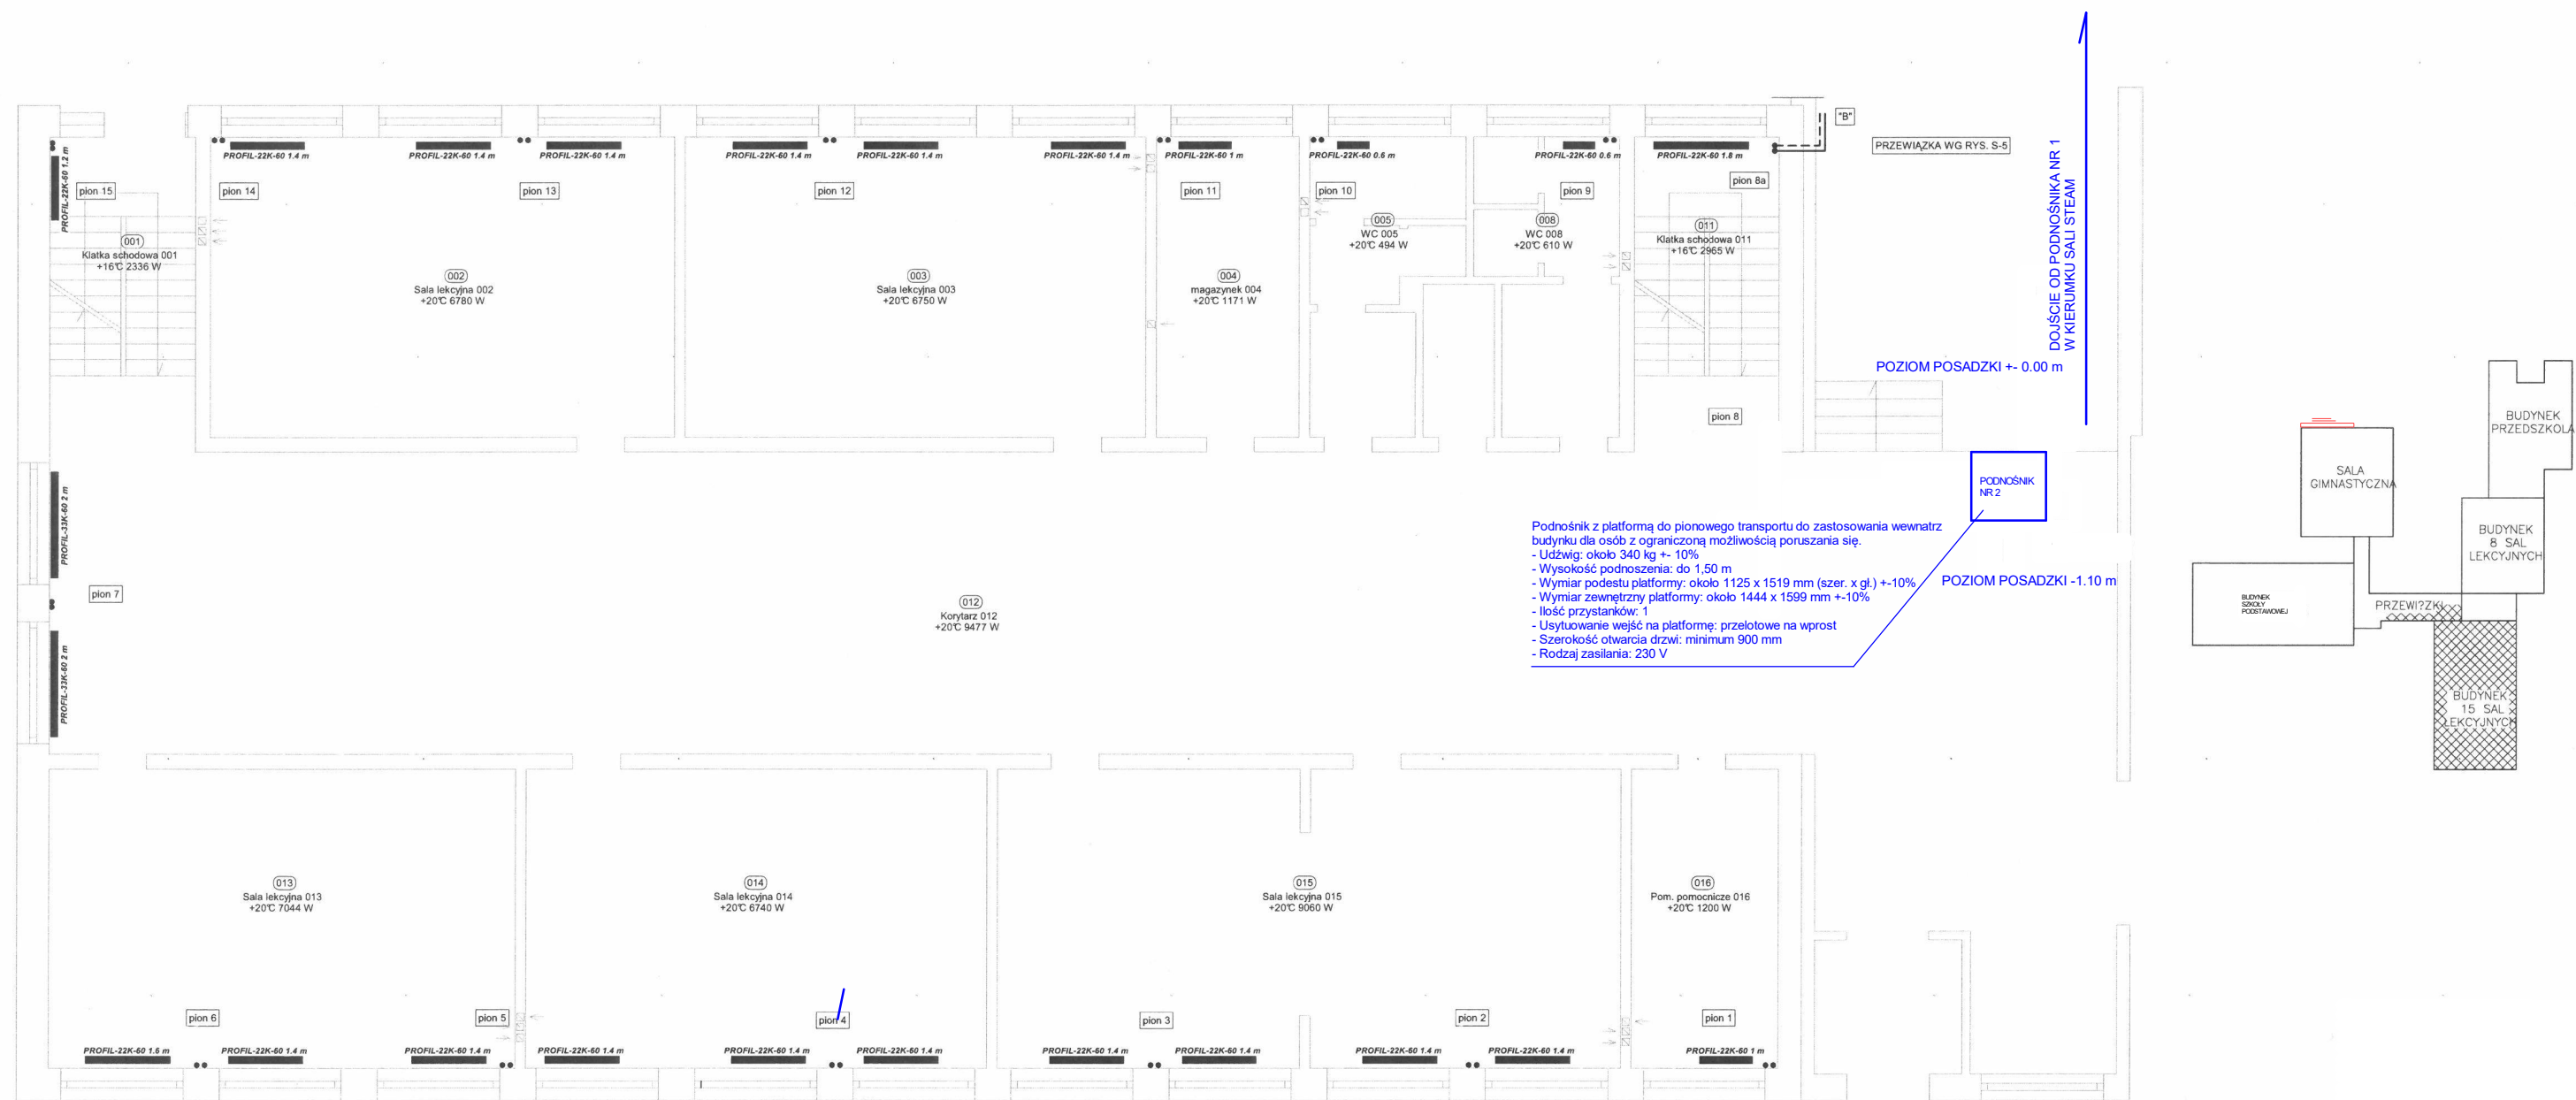 "B"
PRZEWIĄZKA WG RYS. S-5
DOJŚCIE OD PODNOŚNIKA NR 1
W KIERUMKU SALI STEAM
PROFIL-22K-60 1.2 m
PROFIL-22K-60 1.4 m
PROFIL-22K-60 1.4 m
PROFIL-22K-60 1.4 m
PROFIL-22K-60 1.4 m
PROFIL-22K-60 1.4 m
PROFIL-22K-60 1.4 m
PROFIL-22K-60 1 m
PROFIL-22K-60 0.6 m
PROFIL-22K-60 0.6 m
PROFIL-22K-60 1.8 m
pion 15
pion 14
pion 13
pion 12
pion 11
pion 10
pion 9
pion 8a
001
Klatka schodowa 001
+16℃ 2336 W
002
Sala lekcyjna 002
+20℃ 6780 W
003
Sala lekcyjna 003
+20℃ 6750 W
004
magazynek 004
+20℃ 1171 W
005
WC 005
+20℃ 494 W
008
WC 008
+20℃ 610 W
011
Klatka schodowa 011
+16℃ 2965 W
POZIOM POSADZKI +- 0.00 m
pion 8
PODNOŚNIK
NR 2
PROFIL-33K-60 2 m
pion 7
PROFIL-33K-60 2 m
012
Korytarz 012
+20℃ 9477 W
Podnośnik z platformą do pionowego transportu do zastosowania wewnatrz
budynku dla osób z ograniczoną możliwością poruszania się.
- Udźwig: około 340 kg +- 10%
- Wysokość podnoszenia: do 1,50 m
- Wymiar podestu platformy: około 1125 x 1519 mm (szer. x gł.) +-10%
- Wymiar zewnętrzny platformy: około 1444 x 1599 mm +-10%
- Ilość przystanków: 1
- Usytuowanie wejść na platformę: przelotowe na wprost
- Szerokość otwarcia drzwi: minimum 900 mm
- Rodzaj zasilania: 230 V
POZIOM POSADZKI -1.10 m
BUDYNEK
PRZEDSZKOLA
SALA
GIMNASTYCZNA
BUDYNEK
8 SAL
LEKCYJNYCH
BUDYNEK
SZKOŁY
PODSTAWOWEJ
PRZEWI?ZKI
BUDYNEK
15 SAL
LEKCYJNYCH
013
Sala lekcyjna 013
+20℃ 7044 W
014
Sala lekcyjna 014
+20℃ 6740 W
015
Sala lekcyjna 015
+20℃ 9060 W
016
Pom. pomocnicze 016
+20℃ 1200 W
pion 6
pion 5
pion 4
pion 3
pion 2
pion 1
PROFIL-22K-60 1.6 m
PROFIL-22K-60 1.4 m
PROFIL-22K-60 1.4 m
PROFIL-22K-60 1.4 m
PROFIL-22K-60 1.4 m
PROFIL-22K-60 1.4 m
PROFIL-22K-60 1.4 m
PROFIL-22K-60 1.4 m
PROFIL-22K-60 1.4 m
PROFIL-22K-60 1.4 m
PROFIL-22K-60 1 m